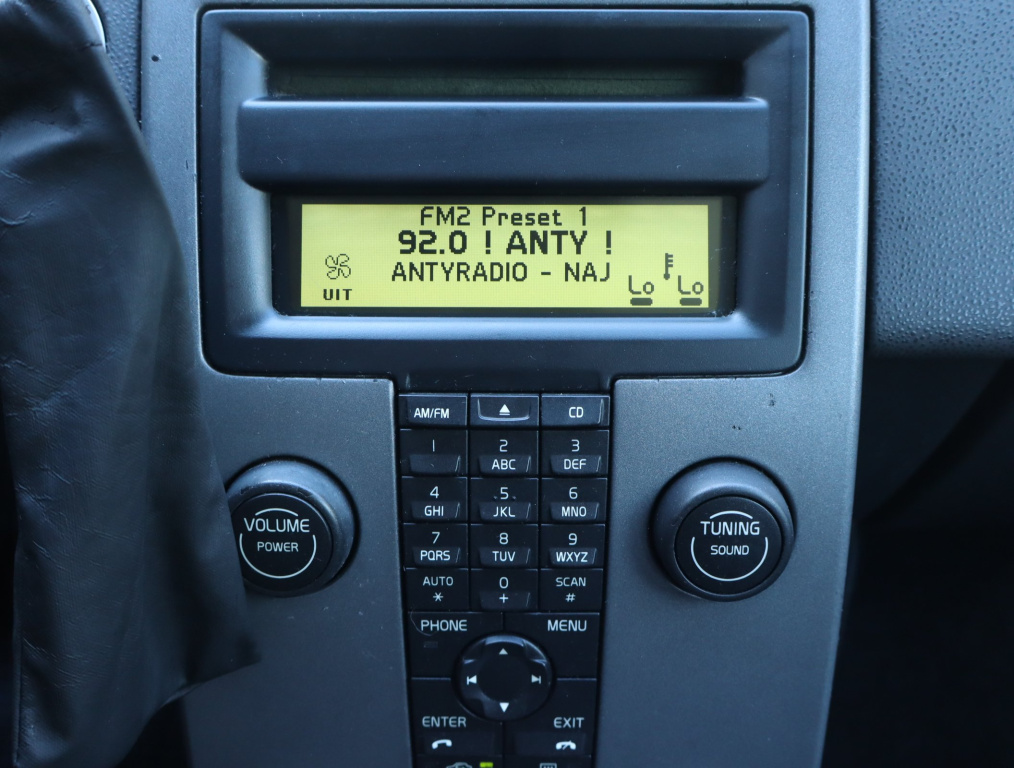 FM2 Preset 1
92.0 ! ANTY !
ANTYRADIO - NAJ
UIT
Lo Lo
AM/FM CD
1 2 3
ABC DEF
4 5 6
GHI JKL MNO
VOLUME
POWER
TUNING
SOUND
7 8 9
PQRS TUV WXYZ
AUTO 0 SCAN
* + #
PHONE MENU
ENTER EXIT